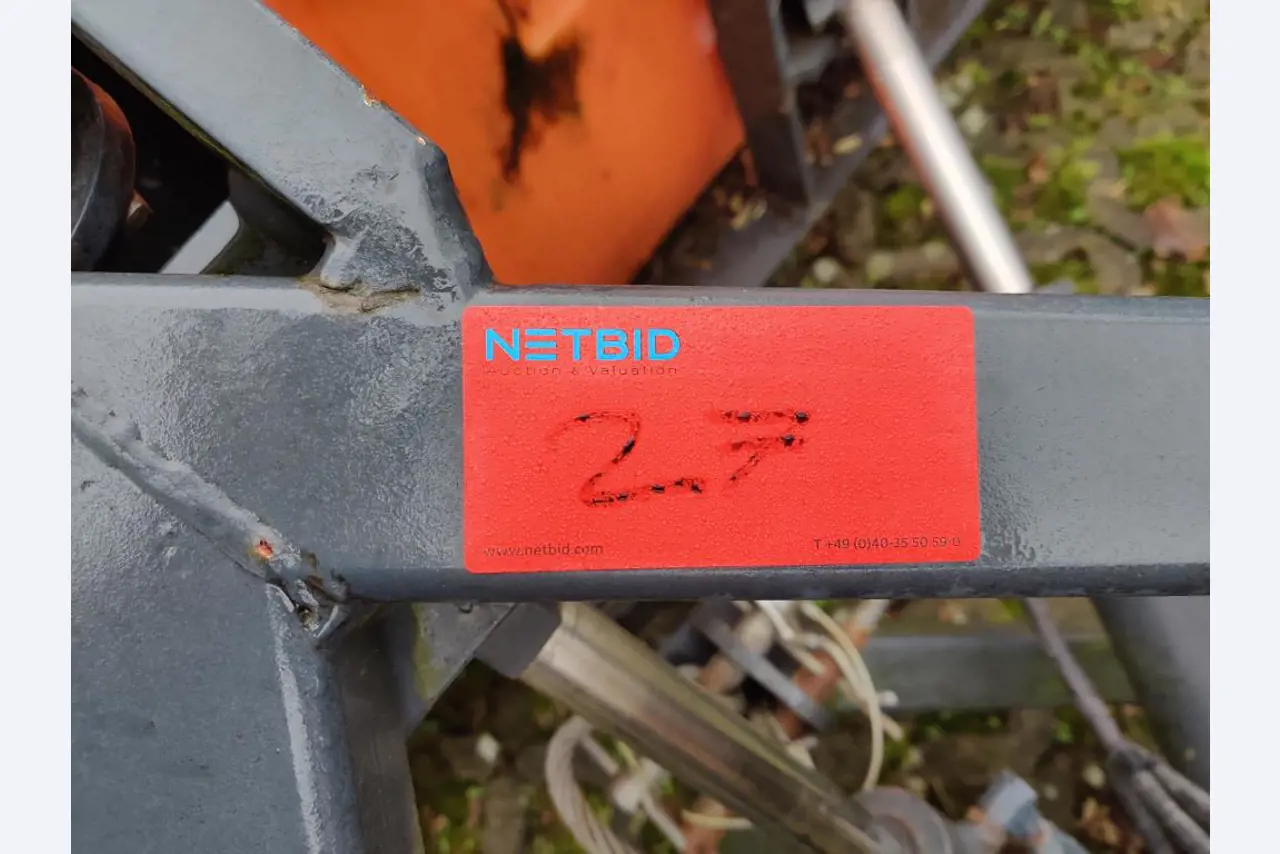 NETBID
Auction & Valuation
27
www.netbid.com
T +49 (0)40-35 50 59-0